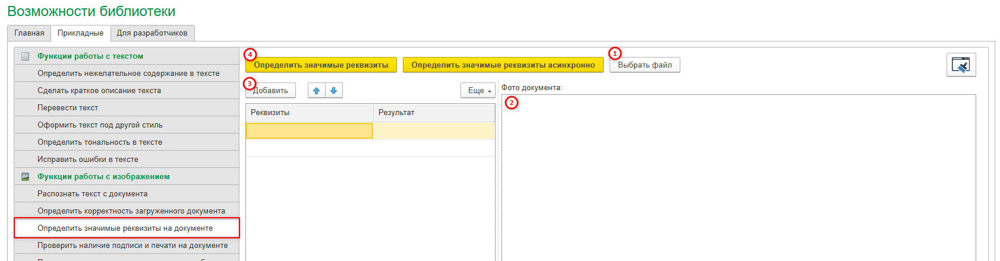 Возможности библиотеки
Главная Прикладные Для разработчиков
Функции работы с текстом
Определить нежелательное содержание в тексте
Сделать краткое описание текста
Перевести текст
Оформить текст под другой стиль
Определить тональность в тексте
Исправить ошибки в тексте
Функции работы с изображением
Распознать текст с документа
Определить корректность загруженного документа
Определить значимые реквизиты на документе
Проверить наличие подписи и печати на документе
4 1
Определить значимые реквизиты Определить значимые реквизиты асинхронно Выбрать файл
3
Добавить Еще
Реквизиты Результат
Фото документа:
2